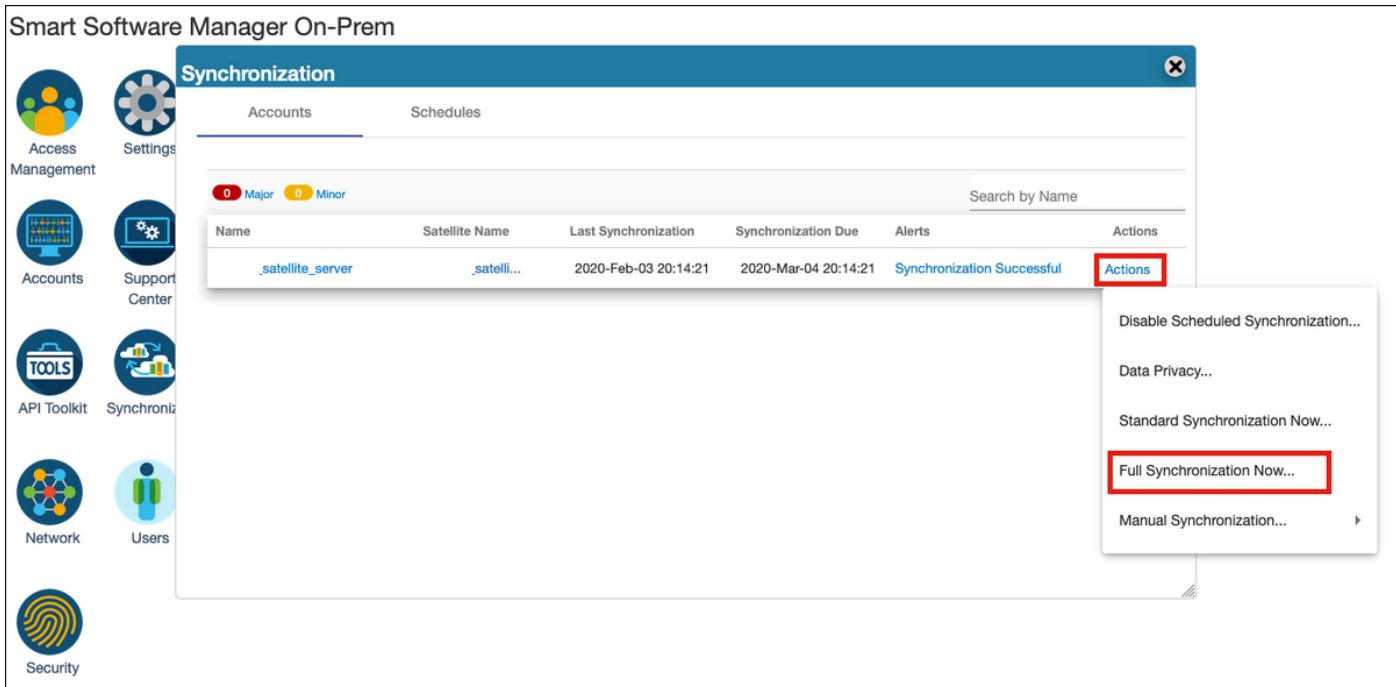 Smart Software Manager On-Prem
Synchronization
Accounts
Schedules
Access
Management
Settings
0 Major 0 Minor
Search by Name
Name Satellite Name Last Synchronization Synchronization Due Alerts Actions
_satellite_server _satelli... 2020-Feb-03 20:14:21 2020-Mar-04 20:14:21 Synchronization Successful Actions
Accounts
Support
Center
Disable Scheduled Synchronization...
Data Privacy...
TOOLS
API Toolkit
Synchroniz
Standard Synchronization Now...
Full Synchronization Now...
Manual Synchronization...
Network
Users
Security